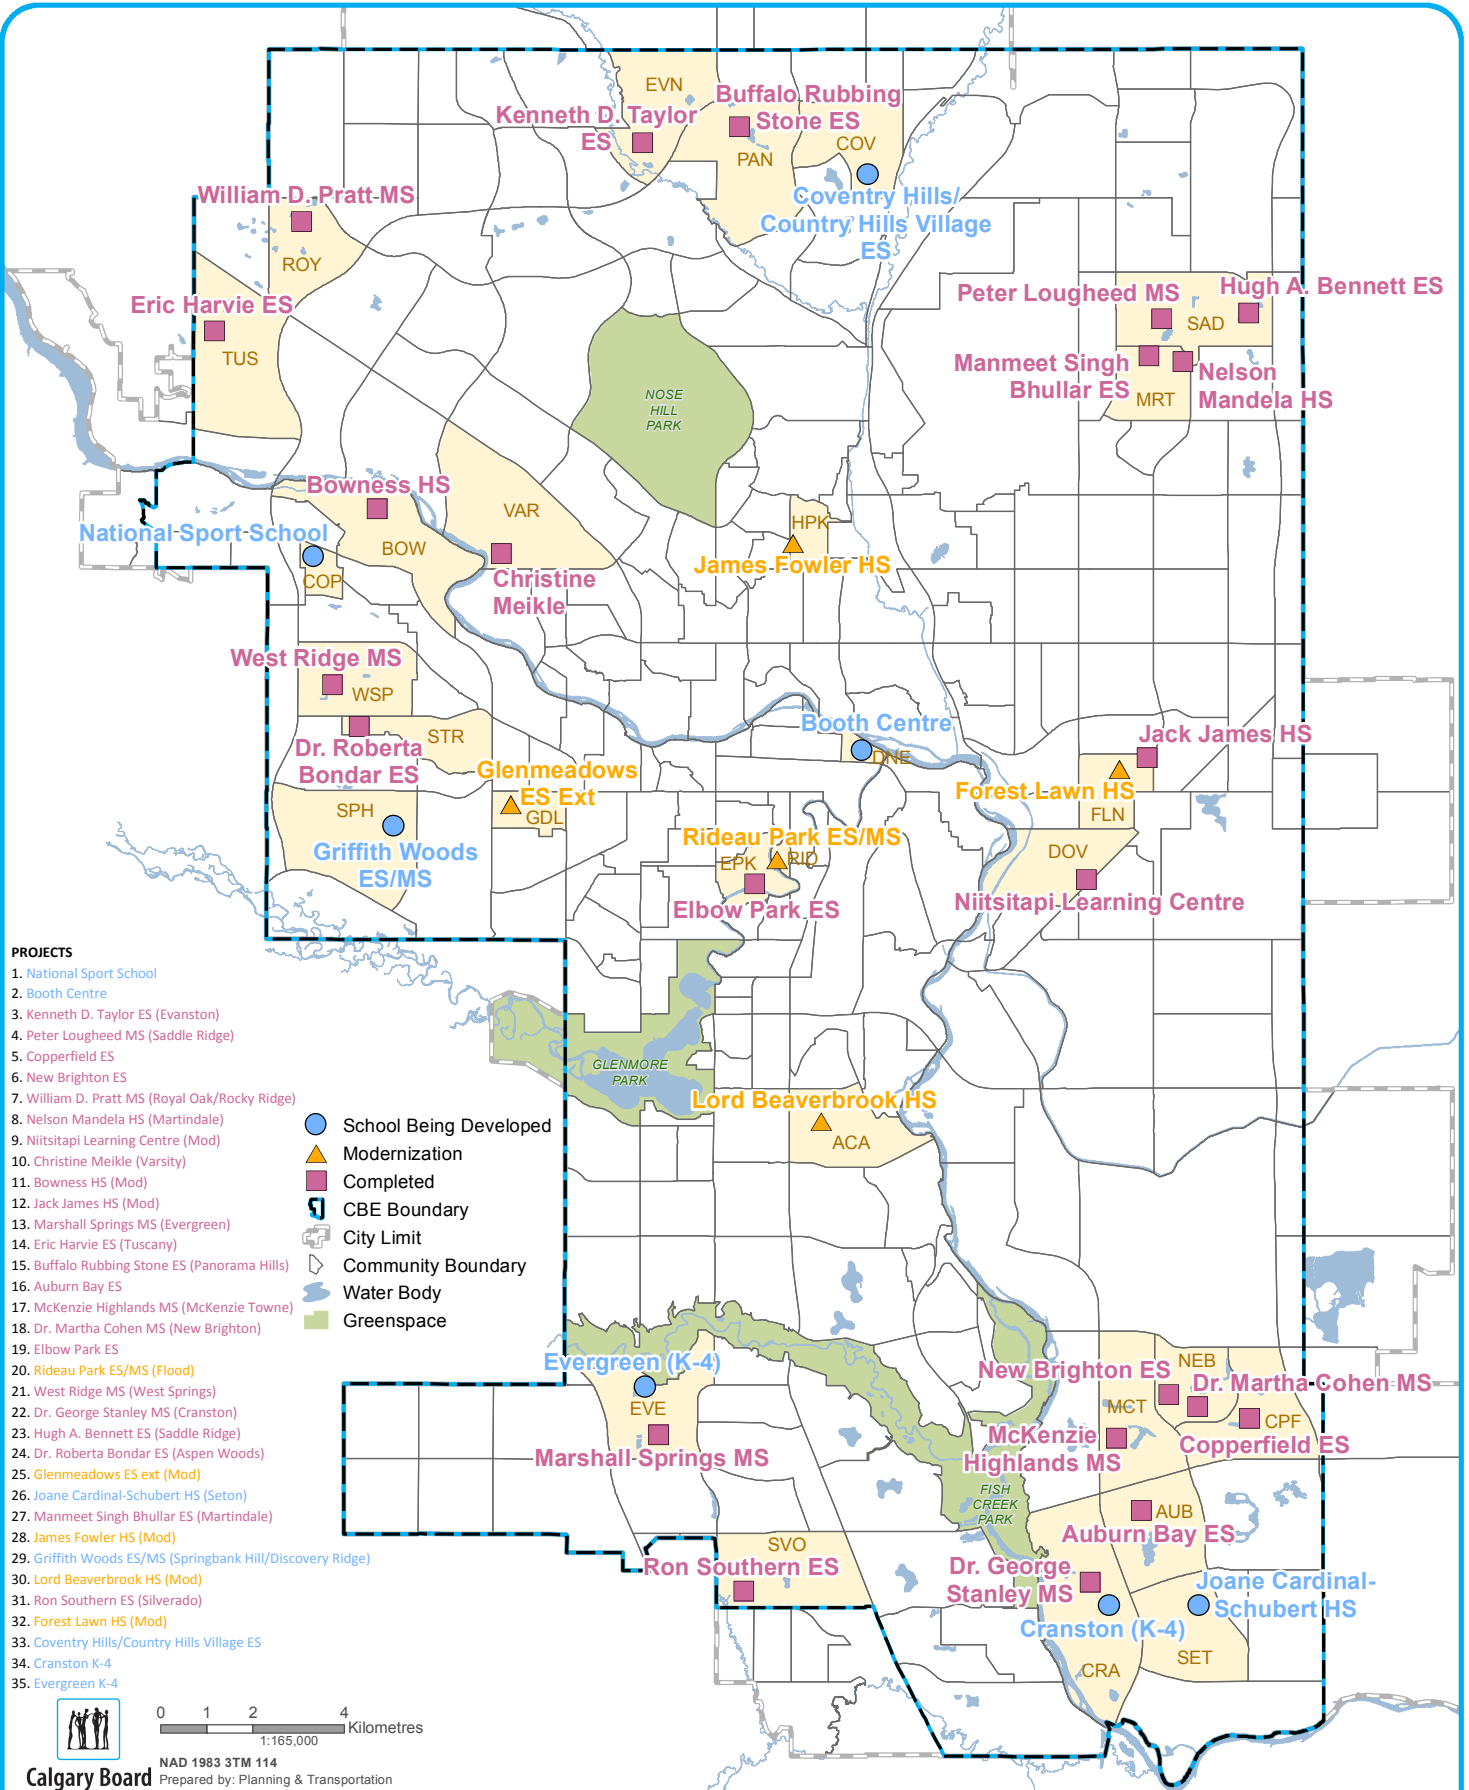 EVN
Buffalo Rubbing
Stone ES
Kenneth D. Taylor
ES
COV
PAN
William D. Pratt MS
Coventry Hills/
Country Hills Village
ES
ROY
Peter Lougheed MS
Hugh A. Bennett ES
Eric Harvie ES
SAD
TUS
Manmeet Singh
Bhullar ES
Nelson
Mandela HS
MRT
NOSE
HILL
PARK
Bowness HS
VAR
HPK
National Sport School
BOW
James Fowler HS
COP
Christine
Meikle
West Ridge MS
WSP
Booth Centre
DNE
Jack James HS
STR
Dr. Roberta
Bondar ES
Glenmeadows
ES Ext
GDL
Forest Lawn HS
FLN
SPH
Griffith Woods
ES/MS
Rideau Park ES/MS
EPK
RID
DOV
Elbow Park ES
Niitsitapi Learning Centre
GLENMORE
PARK
Lord Beaverbrook HS
ACA
Evergreen (K-4)
EVE
Marshall Springs MS
New Brighton ES
NEB
Dr. Martha Cohen MS
MCT
CPF
McKenzie
Highlands MS
Copperfield ES
FISH
CREEK
PARK
AUB
Auburn Bay ES
SVO
Ron Southern ES
Dr. George
Stanley MS
Joane Cardinal-
Schubert HS
Cranston (K-4)
CRA
SET
PROJECTS
1. National Sport School
2. Booth Centre
3. Kenneth D. Taylor ES (Evanston)
4. Peter Lougheed MS (Saddle Ridge)
5. Copperfield ES
6. New Brighton ES
7. William D. Pratt MS (Royal Oak/Rocky Ridge)
8. Nelson Mandela HS (Martindale)
9. Niitsitapi Learning Centre (Mod)
10. Christine Meikle (Varsity)
11. Bowness HS (Mod)
12. Jack James HS (Mod)
13. Marshall Springs MS (Evergreen)
14. Eric Harvie ES (Tuscany)
15. Buffalo Rubbing Stone ES (Panorama Hills)
16. Auburn Bay ES
17. McKenzie Highlands MS (McKenzie Towne)
18. Dr. Martha Cohen MS (New Brighton)
19. Elbow Park ES
20. Rideau Park ES/MS (Flood)
21. West Ridge MS (West Springs)
22. Dr. George Stanley MS (Cranston)
23. Hugh A. Bennett ES (Saddle Ridge)
24. Dr. Roberta Bondar ES (Aspen Woods)
25. Glenmeadows ES ext (Mod)
26. Joane Cardinal-Schubert HS (Seton)
27. Manmeet Singh Bhullar ES (Martindale)
28. James Fowler HS (Mod)
29. Griffith Woods ES/MS (Springbank Hill/Discovery Ridge)
30. Lord Beaverbrook HS (Mod)
31. Ron Southern ES (Silverado)
32. Forest Lawn HS (Mod)
33. Coventry Hills/Country Hills Village ES
34. Cranston K-4
35. Evergreen K-4
School Being Developed
Modernization
Completed
CBE Boundary
City Limit
Community Boundary
Water Body
Greenspace
0 1 2 4
Kilometres
1:165,000
Calgary Board
NAD 1983 3TM 114
Prepared by: Planning & Transportation